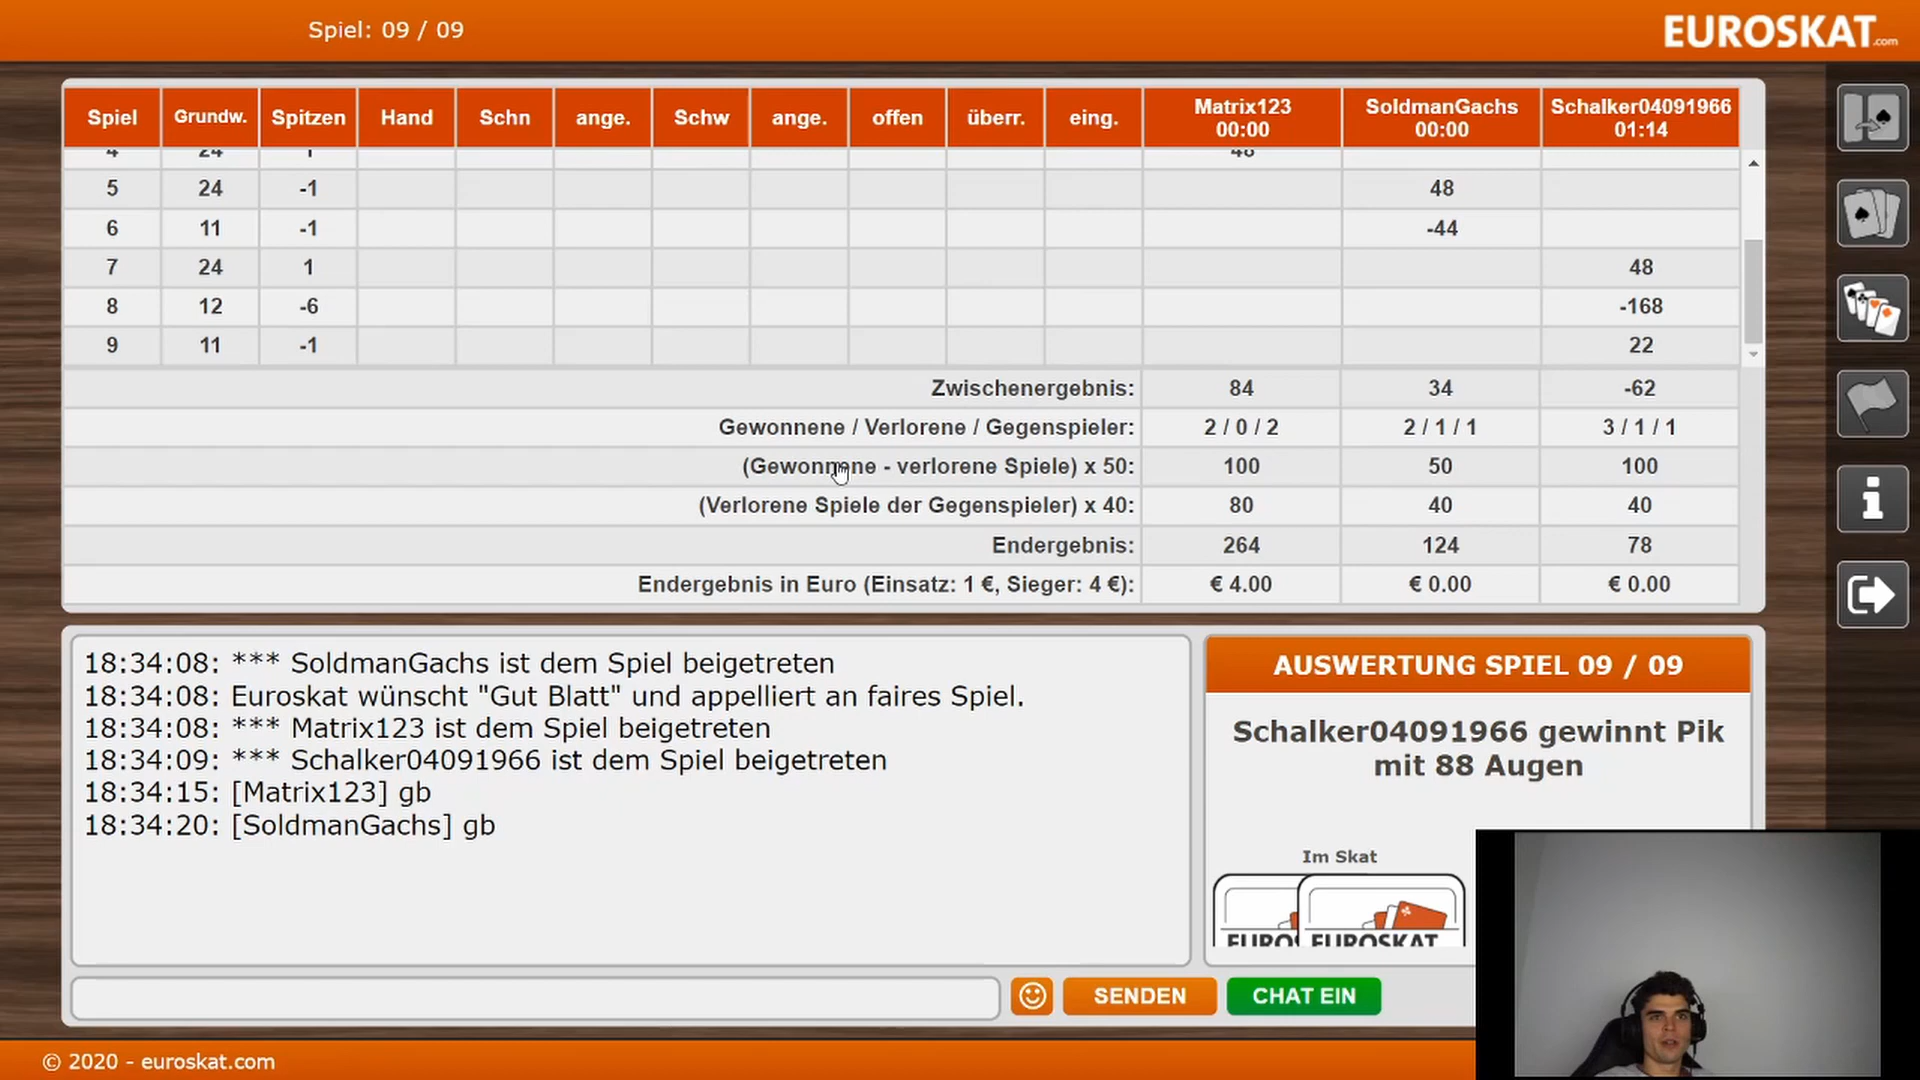 Spiel: 09 / 09
EUROSKAT.com
Spiel Grundw. Spitzen Hand Schn ange. Schw ange. offen überr. eing. Matrix123 00:00 SoldmanGachs 00:00 Schalker04091966 01:14
4 24 1 48
5 24 -1 48
6 11 -1 -44
7 24 1 48
8 12 -6 -168
9 11 -1 22
Zwischenergebnis: 84 34 -62
Gewonnene / Verlorene / Gegenspieler: 2 / 0 / 2 2 / 1 / 1 3 / 1 / 1
(Gewonnene - verlorene Spiele) x 50: 100 50 100
(Verlorene Spiele der Gegenspieler) x 40: 80 40 40
Endergebnis: 264 124 78
Endergebnis in Euro (Einsatz: 1 €, Sieger: 4 €): € 4.00 € 0.00 € 0.00
18:34:08: *** SoldmanGachs ist dem Spiel beigetreten
18:34:08: Euroskat wünscht "Gut Blatt" und appelliert an faires Spiel.
18:34:08: *** Matrix123 ist dem Spiel beigetreten
18:34:09: *** Schalker04091966 ist dem Spiel beigetreten
18:34:15: [Matrix123] gb
18:34:20: [SoldmanGachs] gb
AUSWERTUNG SPIEL 09 / 09
Schalker04091966 gewinnt Pik
mit 88 Augen
Im Skat
EUROS EUROSKAT
SENDEN
CHAT EIN
© 2020 - euroskat.com